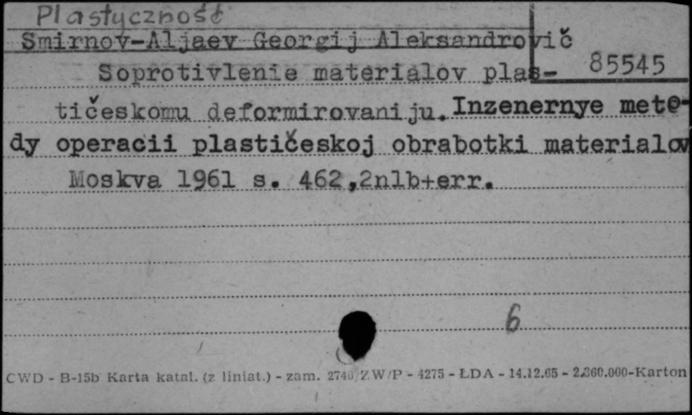 Plastyczność
Smirnov-Aljaev Georgij Aleksandrovič
85545
Soprotivlenie materialov plas-
tičeskomu deformirovaniju. Inzenernye meto-
dy operacii plastičeskoj obrabotki materialov
Moskva 1961 s. 462,2nlb+err.
6
CWD - B-15b Karta katal. (z liniat.) - zam. 2740/ZW/P - 4275 - ŁDA - 14.12.65 - 2.360.000-Karton